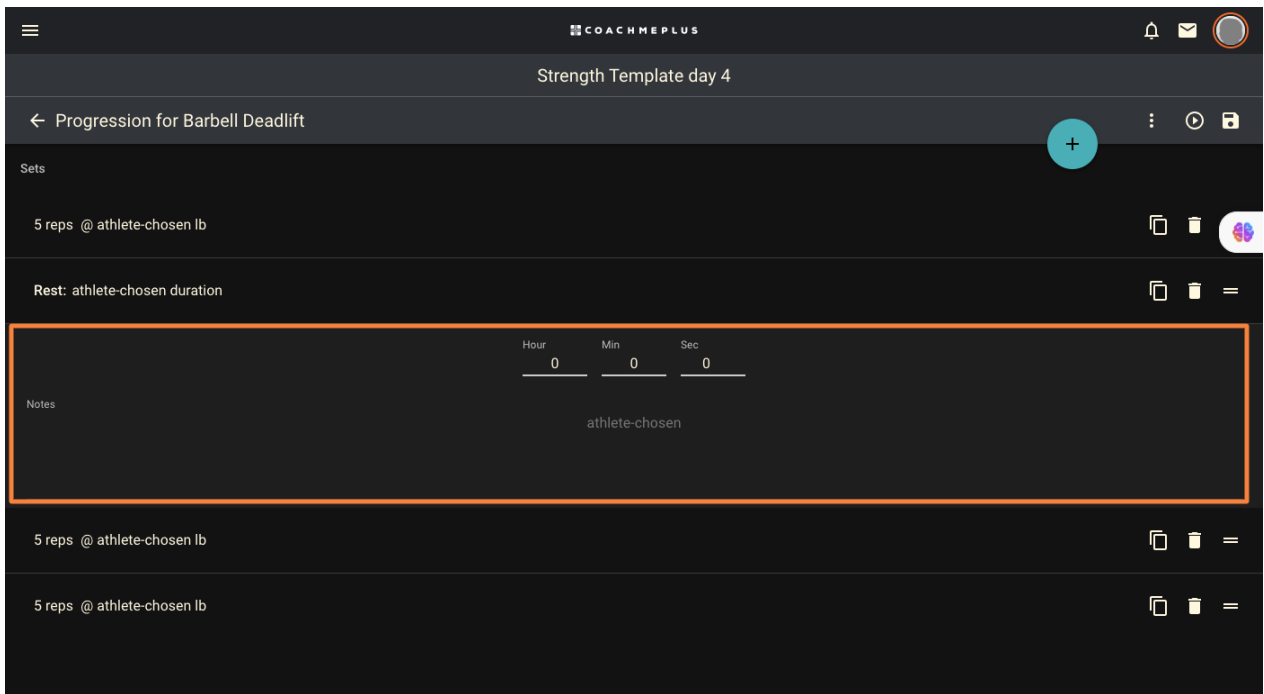 COACHMEPLUS
Strength Template day 4
Progression for Barbell Deadlift
Sets
5 reps @ athlete-chosen lb
Rest: athlete-chosen duration
Hour Min Sec
0 0 0
Notes
athlete-chosen
5 reps @ athlete-chosen lb
5 reps @ athlete-chosen lb